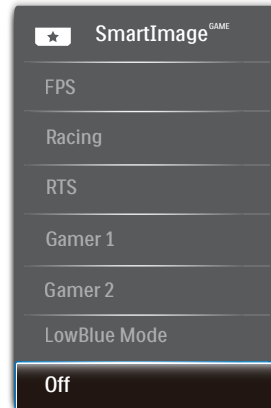 SmartImage GAME
FPS
Racing
RTS
Gamer 1
Gamer 2
LowBlue Mode
Off